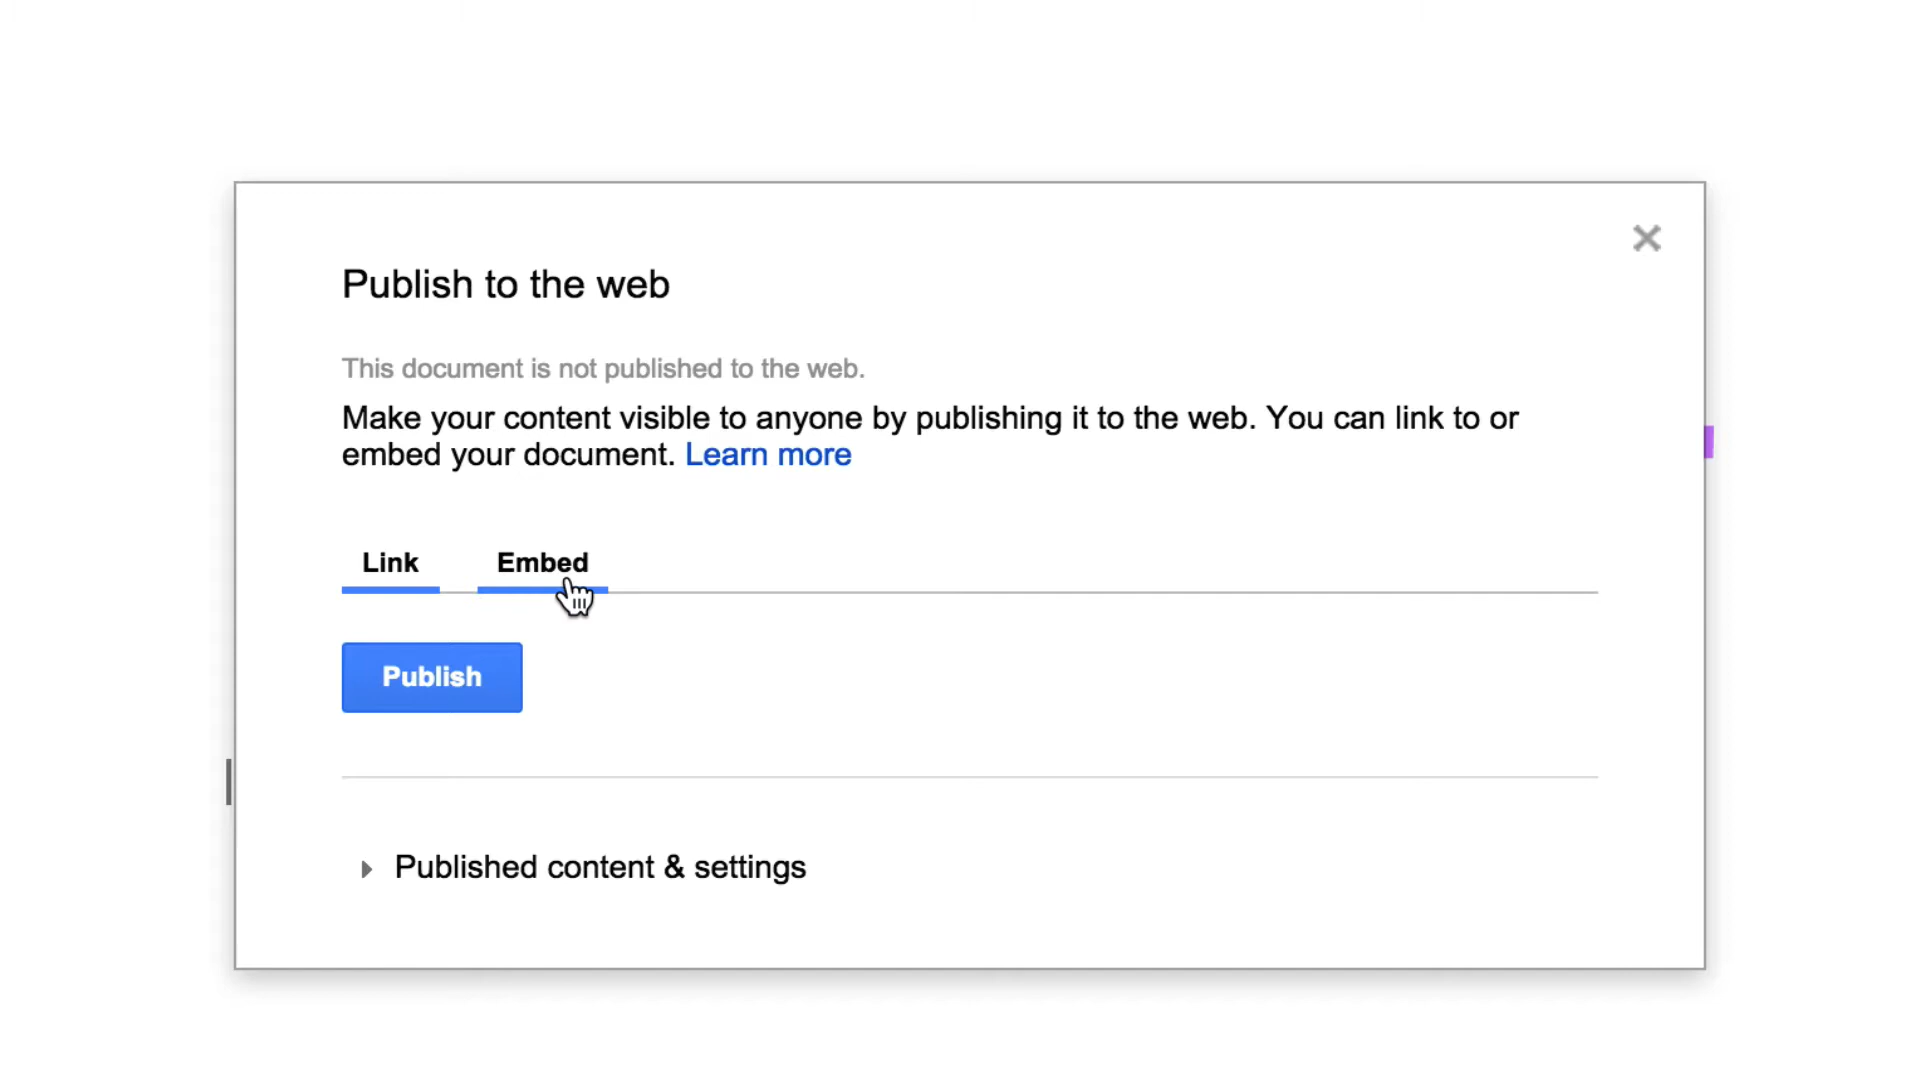 Publish to the web
This document is not published to the web.
Make your content visible to anyone by publishing it to the web. You can link to or
embed your document. Learn more
Link Embed
Publish
Published content & settings